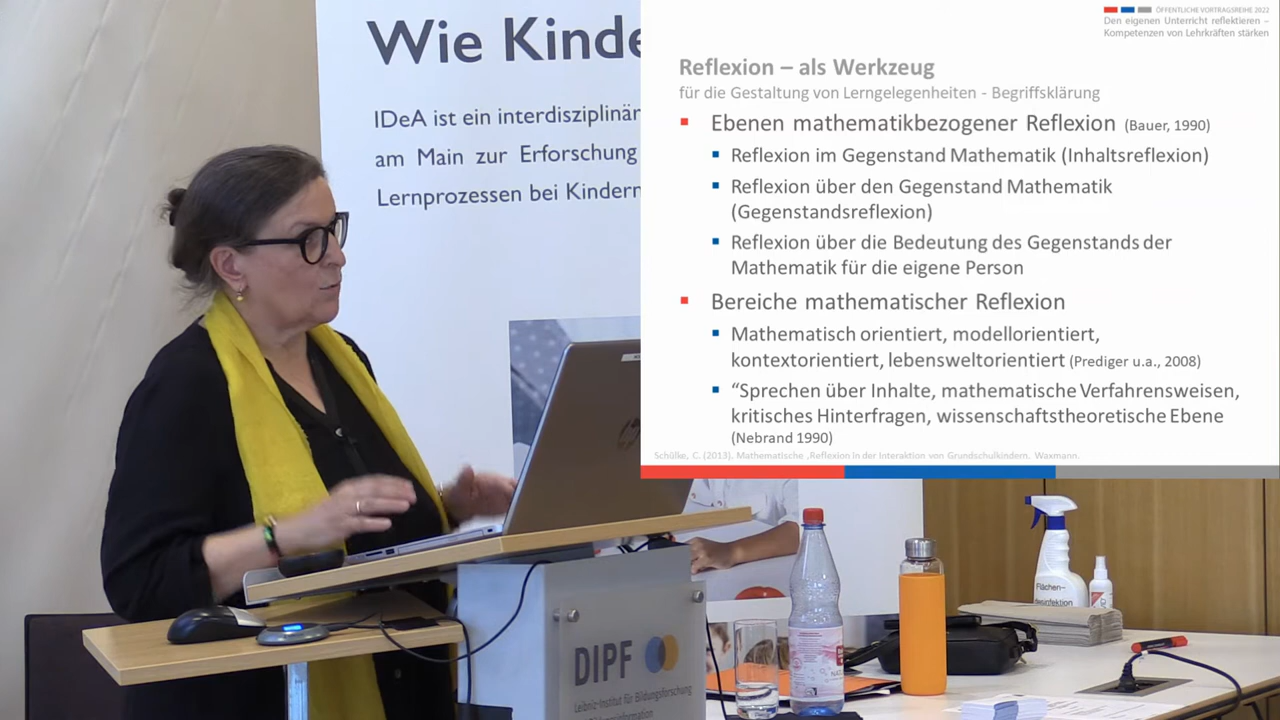 Wie Kinde
IDeA ist ein interdisziplinär
am Main zur Erforschung
Lernprozessen bei Kindern
ÖFFENTLICHE VORTRAGSREIHE 2022
Den eigenen Unterricht reflektieren –
Kompetenzen von Lehrkräften stärken
Reflexion – als Werkzeug
für die Gestaltung von Lerngelegenheiten - Begriffsklärung
Ebenen mathematikbezogener Reflexion (Bauer, 1990)
Reflexion im Gegenstand Mathematik (Inhaltsreflexion)
Reflexion über den Gegenstand Mathematik
(Gegenstandsreflexion)
Reflexion über die Bedeutung des Gegenstands der
Mathematik für die eigene Person
Bereiche mathematischer Reflexion
Mathematisch orientiert, modellorientiert,
kontextorientiert, lebensweltorientiert (Prediger u.a., 2008)
“Sprechen über Inhalte, mathematische Verfahrensweisen,
kritisches Hinterfragen, wissenschaftstheoretische Ebene
(Nebrand 1990)
Schülke, C. (2013). Mathematische „Reflexion in der Interaktion von Grundschulkindern. Waxmann.
hp
Flächen-
desinfektion
DIPF
Leibniz-Institut für Bildungsforschung